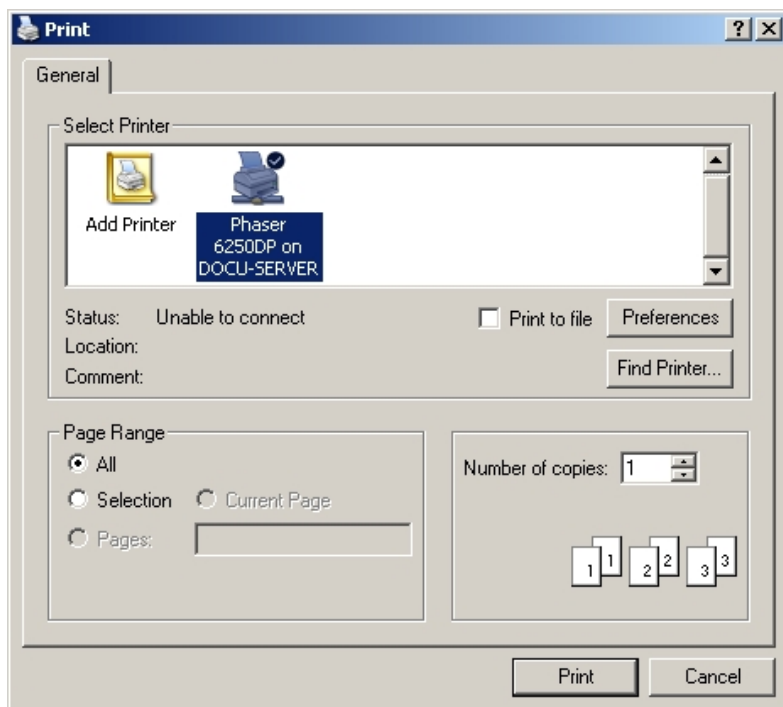 Print
General
Select Printer
Add Printer
Phaser
6250DP on
DOCU-SERVER
Status: Unable to connect
Print to file
Preferences
Location:
Comment:
Find Printer...
Page Range
All
Selection
Current Page
Pages:
Number of copies: 1
1 1 2 2 3 3
Print
Cancel